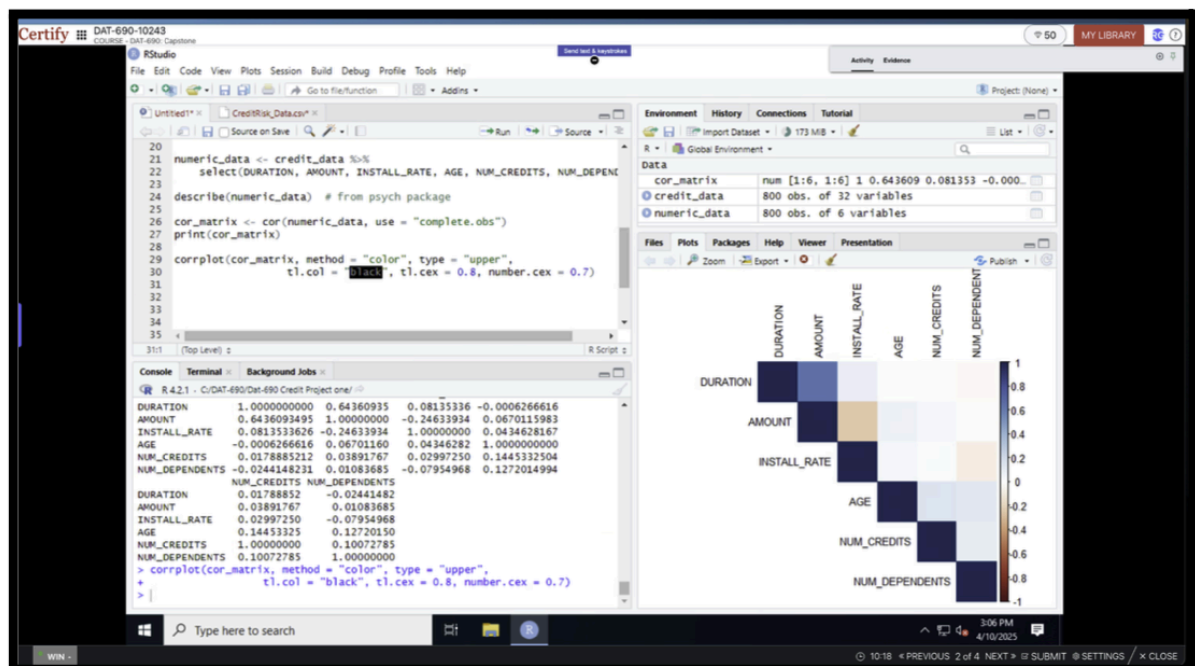 Certify DAT-690-10243
COURSE - DAT-690: Capstone
50 MY LIBRARY
RStudio
Send text & keystrokes
Activity Evidence
File Edit Code View Plots Session Build Debug Profile Tools Help
Go to file/function Addins Project: (None)
Untitled1* CreditRisk_Data.csv*
Source on Save Run Source
20
21 numeric_data <- credit_data %>%
22 select(DURATION, AMOUNT, INSTALL_RATE, AGE, NUM_CREDITS, NUM_DEPEND
23
24 describe(numeric_data) # from psych package
25
26 cor_matrix <- cor(numeric_data, use = "complete.obs")
27 print(cor_matrix)
28
29 corrplot(cor_matrix, method = "color", type = "upper",
30 tl.col = "black", tl.cex = 0.8, number.cex = 0.7)
31
32
33
34
35
31:1 (Top Level) R Script
Console Terminal Background Jobs
R 4.2.1 - C:/DAT-690/Dat-690 Credit Project one/
DURATION 1.0000000000 0.64360935 0.08135336 -0.0006266616
AMOUNT 0.6436093495 1.00000000 -0.24633934 0.0670115983
INSTALL_RATE 0.0813533626 -0.24633934 1.00000000 0.0434628167
AGE -0.0006266616 0.06701160 0.04346282 1.0000000000
NUM_CREDITS 0.0178885212 0.03891767 0.02997250 0.1445332504
NUM_DEPENDENTS -0.0244148231 0.01083685 -0.07954968 0.1272014994
NUM_CREDITS NUM_DEPENDENTS
DURATION 0.01788852 -0.02441482
AMOUNT 0.03891767 0.01083685
INSTALL_RATE 0.02997250 -0.07954968
AGE 0.14453325 0.12720150
NUM_CREDITS 1.00000000 0.10072785
NUM_DEPENDENTS 0.10072785 1.00000000
> corrplot(cor_matrix, method = "color", type = "upper",
+ tl.col = "black", tl.cex = 0.8, number.cex = 0.7)
>
Environment History Connections Tutorial
Import Dataset 173 MiB List
R Global Environment
Data
cor_matrix num [1:6, 1:6] 1 0.643609 0.081353 -0.000…
credit_data 800 obs. of 32 variables
numeric_data 800 obs. of 6 variables
Files Plots Packages Help Viewer Presentation
Zoom Export Publish
DURATION
AMOUNT
INSTALL_RATE
AGE
NUM_CREDITS
NUM_DEPENDENT
DURATION
AMOUNT
INSTALL_RATE
AGE
NUM_CREDITS
NUM_DEPENDENTS
1
0.8
0.6
0.4
0.2
0
-0.2
-0.4
-0.6
-0.8
-1
Type here to search
3:06 PM
4/10/2025
WIN 10:18 PREVIOUS 2 of 4 NEXT SUBMIT SETTINGS CLOSE